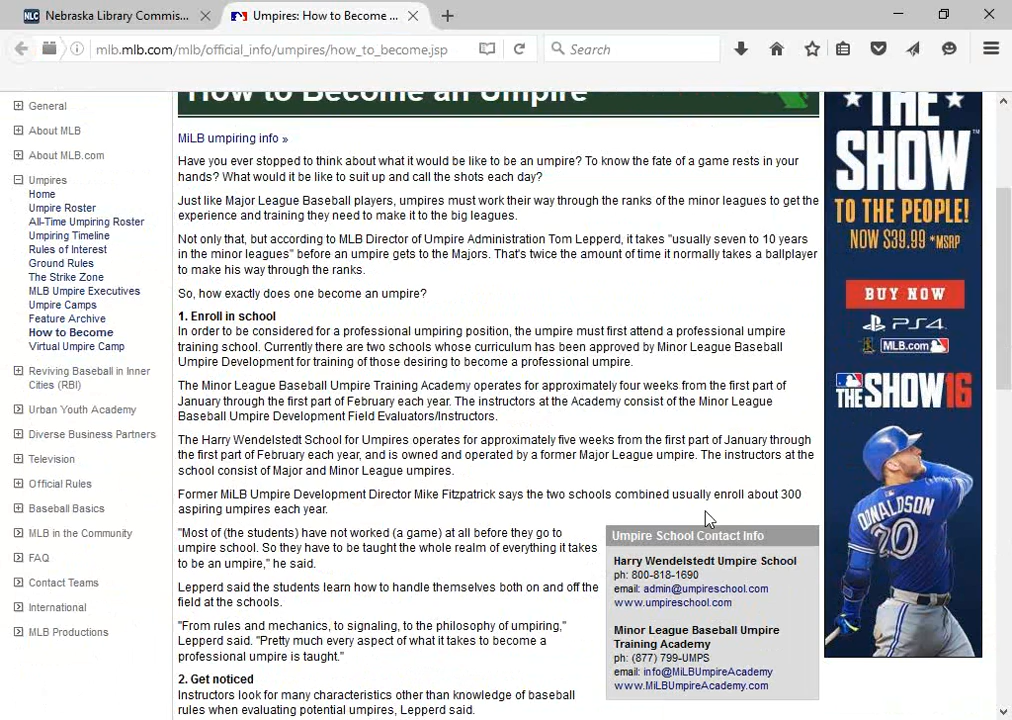 Nebraska Library Commis...
Umpires: How to Become ...
mlb.mlb.com/mlb/official_info/umpires/how_to_become.jsp
Search
General
About MLB
About MLB.com
Umpires
Home
Umpire Roster
All-Time Umpiring Roster
Umpiring Timeline
Rules of Interest
Ground Rules
The Strike Zone
MLB Umpire Executives
Umpire Camps
Feature Archive
How to Become
Virtual Umpire Camp
Reviving Baseball in Inner
Cities (RBI)
Urban Youth Academy
Diverse Business Partners
Television
Official Rules
Baseball Basics
MLB in the Community
FAQ
Contact Teams
International
MLB Productions
How to Become an Umpire
MiLB umpiring info »
Have you ever stopped to think about what it would be like to be an umpire? To know the fate of a game rests in your
hands? What would it be like to suit up and call the shots each day?
Just like Major League Baseball players, umpires must work their way through the ranks of the minor leagues to get the
experience and training they need to make it to the big leagues.
Not only that, but according to MLB Director of Umpire Administration Tom Lepperd, it takes "usually seven to 10 years
in the minor leagues" before an umpire gets to the Majors. That's twice the amount of time it normally takes a ballplayer
to make his way through the ranks.
So, how exactly does one become an umpire?
1. Enroll in school
In order to be considered for a professional umpiring position, the umpire must first attend a professional umpire
training school. Currently there are two schools whose curriculum has been approved by Minor League Baseball
Umpire Development for training of those desiring to become a professional umpire.
The Minor League Baseball Umpire Training Academy operates for approximately four weeks from the first part of
January through the first part of February each year. The instructors at the Academy consist of the Minor League
Baseball Umpire Development Field Evaluators/Instructors.
The Harry Wendelstedt School for Umpires operates for approximately five weeks from the first part of January through
the first part of February each year, and is owned and operated by a former Major League umpire. The instructors at the
school consist of Major and Minor League umpires.
Former MiLB Umpire Development Director Mike Fitzpatrick says the two schools combined usually enroll about 300
aspiring umpires each year.
"Most of (the students) have not worked (a game) at all before they go to
umpire school. So they have to be taught the whole realm of everything it takes to
be an umpire," he said.
Lepperd said the students learn how to handle themselves both on and off the
field at the schools.
"From rules and mechanics, to signaling, to the philosophy of umpiring,"
Lepperd said. "Pretty much every aspect of what it takes to become a
professional umpire is taught."
2. Get noticed
Instructors look for many characteristics other than knowledge of baseball
rules when evaluating potential umpires, Lepperd said.
Umpire School Contact Info
Harry Wendelstedt Umpire School
ph: 800-818-1690
email: admin@umpireschool.com
www.umpireschool.com
Minor League Baseball Umpire
Training Academy
ph: (877) 799-UMPS
email: info@MiLBUmpireAcademy
www.MiLBUmpireAcademy.com
THE
SHOW
TO THE PEOPLE!
NOW $39.99 *MSRP
BUY NOW
PS4
MLB.com
THE SHOW 16
DONALDSON
20